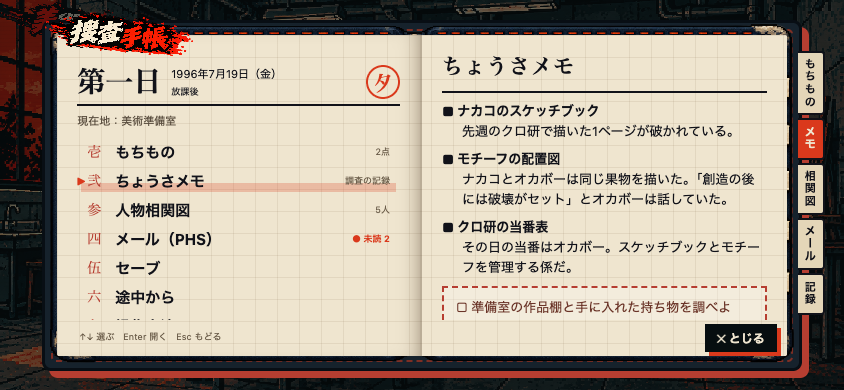 捜査手帳
第一日
1996年7月19日（金）
放課後
夕
現在地：美術準備室
壱 もちもの 2点
弐 ちょうさメモ 調査の記録
参 人物相関図 5人
四 メール（PHS） ● 未読 2
伍 セーブ
六 途中から
↑↓ 選ぶ Enter 開く Esc もどる
ちょうさメモ
■ ナカコのスケッチブック
先週のクロ研で描いた1ページが破かれている。
■ モチーフの配置図
ナカコとオカボーは同じ果物を描いた。「創造の後
には破壊がセット」とオカボーは話していた。
■ クロ研の当番表
その日の当番はオカボー。スケッチブックとモチー
フを管理する係だ。
□ 準備室の作品棚と手に入れた持ち物を調べよ
×とじる
もちもの
メモ
相関図
メール
記録